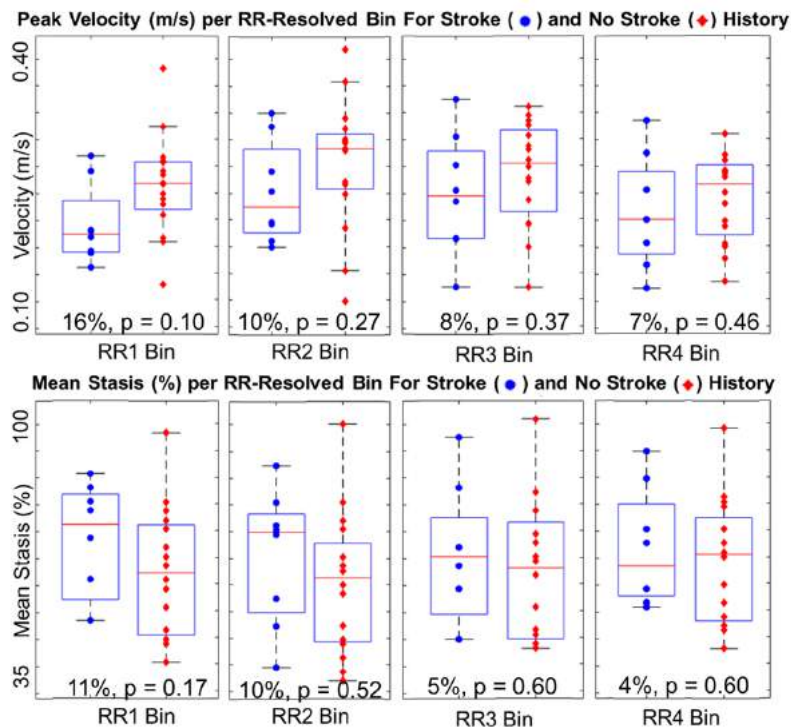 Peak Velocity (m/s) per RR-Resolved Bin For Stroke ( ) and No Stroke ( ) History
0.40
Velocity (m/s)
0.10
16%, p = 0.10
10%, p = 0.27
8%, p = 0.37
7%, p = 0.46
RR1 Bin
RR2 Bin
RR3 Bin
RR4 Bin
Mean Stasis (%) per RR-Resolved Bin For Stroke ( ) and No Stroke ( ) History
100
Mean Stasis (%)
35
11%, p = 0.17
10%, p = 0.52
5%, p = 0.60
4%, p = 0.60
RR1 Bin
RR2 Bin
RR3 Bin
RR4 Bin